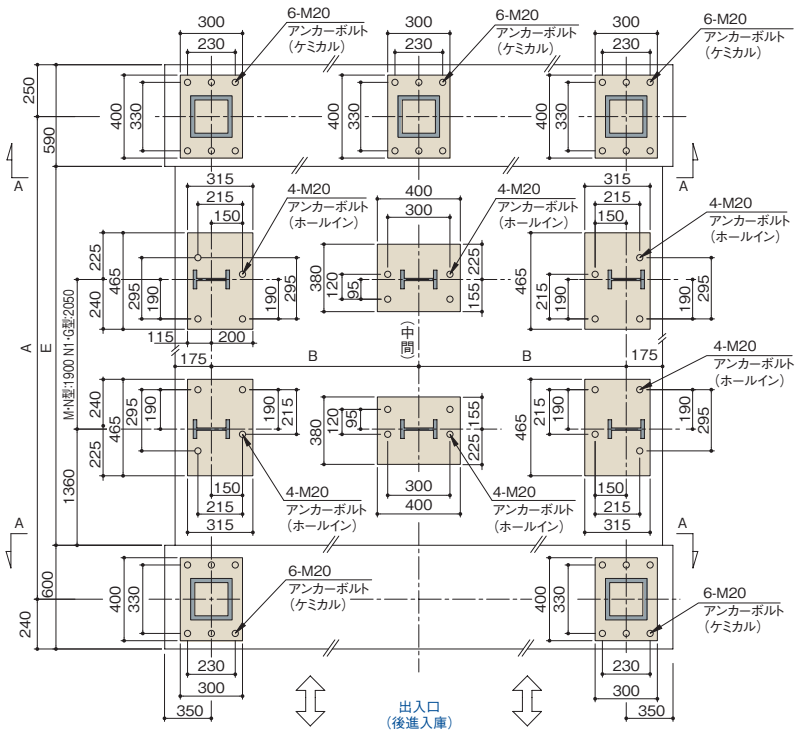 300
230
6-M20
アンカーボルト
(ケミカル)
300
230
6-M20
アンカーボルト
(ケミカル)
300
230
6-M20
アンカーボルト
(ケミカル)
250
590
400
330
400
330
400
330
A
A
315
215
150
4-M20
アンカーボルト
(ホールイン)
400
300
4-M20
アンカーボルト
(ホールイン)
315
215
150
4-M20
アンカーボルト
(ホールイン)
225
465
240
295
190
190
295
115
200
380
120
95
225
155
465
215
190
190
295
A
E
M・N型:1900 N1・G型:2050
175
B
(中間)
B
175
4-M20
アンカーボルト
(ホールイン)
240
465
225
295
190
190
215
380
120
95
155
225
465
215
190
190
295
1360
150
215
315
4-M20
アンカーボルト
(ホールイン)
300
400
4-M20
アンカーボルト
(ホールイン)
150
215
315
A
A
600
240
400
330
6-M20
アンカーボルト
(ケミカル)
400
330
6-M20
アンカーボルト
(ケミカル)
230
300
350
230
300
350
出入口
(後進入庫)